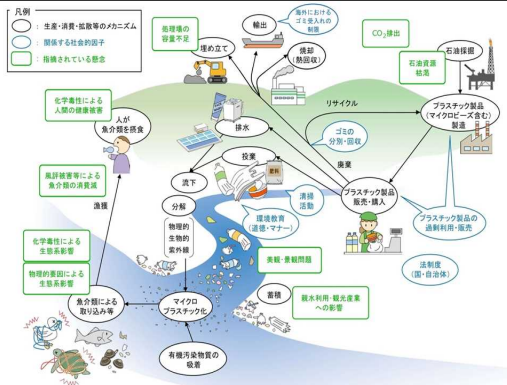 凡例
：生産・消費・拡散等のメカニズム
：関係する社会的因子
：指摘されている懸念
処理場の
容量不足
輸出
海外における
ゴミ受入れの
制限
埋め立て
焼却
（熱回収）
CO₂排出
石油採掘
石油資源
枯渇
化学毒性による
人間の健康被害
人が
魚介類を摂食
リサイクル
プラスチック製品
（マイクロビーズ含む）
製造
排水
ゴミの
分別・回収
投棄
廃棄
肥料
風評被害等による
魚介類の消費減
流下
清掃
活動
プラスチック製品
販売・購入
漁獲
分解
環境教育
（道徳・マナー）
プラスチック製品の
過剰利用・販売
物理的
生物的
紫外線
化学毒性による
生態系影響
美観・景観問題
法制度
（国・自治体）
物理的要因による
生態系影響
蓄積
魚介類による
取り込み等
マイクロ
プラスチック化
親水利用・観光産業
への影響
有機汚染物質の
吸着